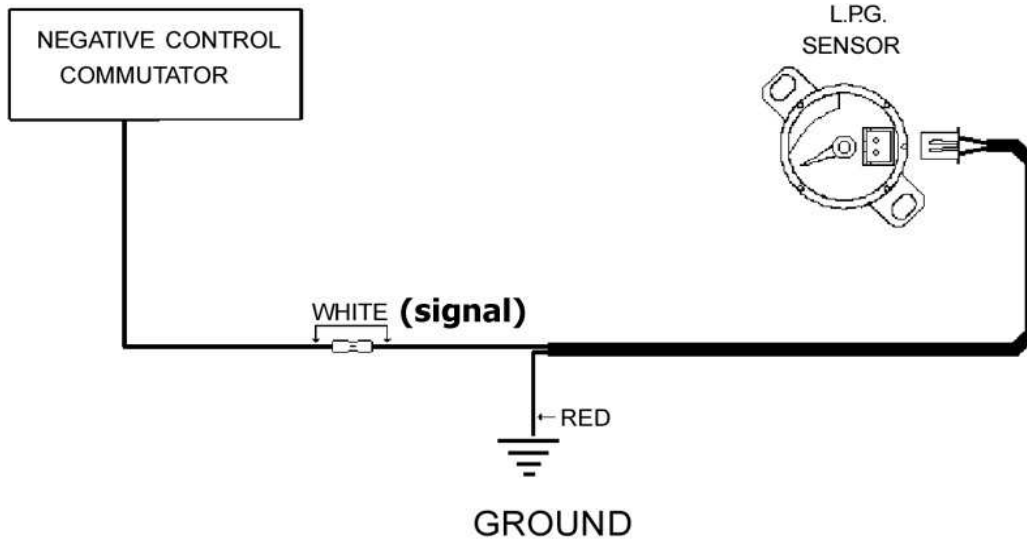 NEGATIVE CONTROL
COMMUTATOR
L.P.G.
SENSOR
WHITE (signal)
RED
GROUND